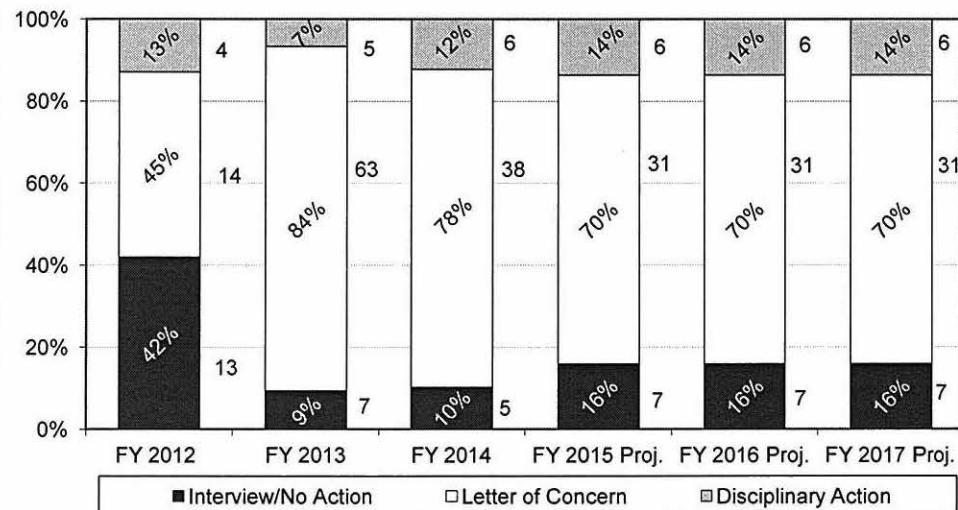 100%
13% 4 7% 5 12% 6 14% 6 14% 6 14% 6
80%
45% 14 84% 63 78% 38 70% 31 70% 31 70% 31
60%
40%
42% 13 9% 7 10% 5 16% 7 16% 7 16% 7
20%
0%
FY 2012 FY 2013 FY 2014 FY 2015 Proj. FY 2016 Proj. FY 2017 Proj.
Interview/No Action Letter of Concern Disciplinary Action